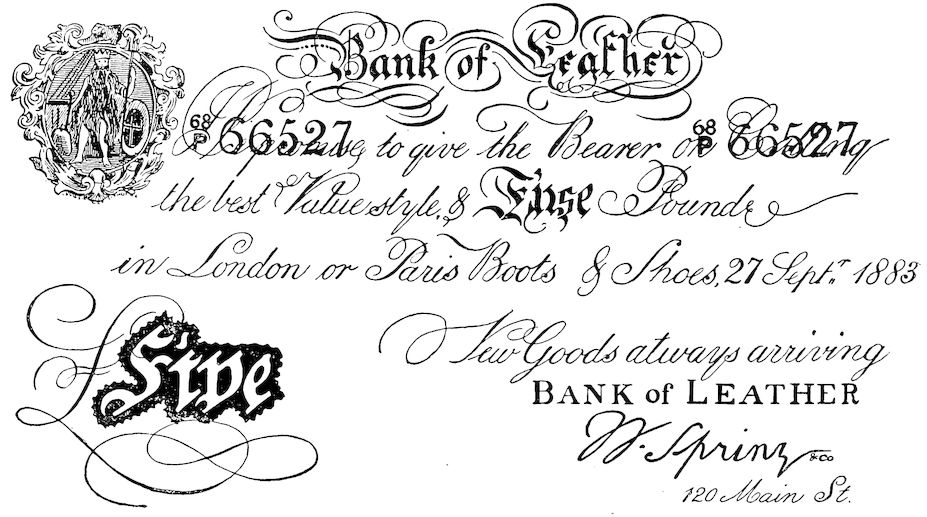 Bank of Leather
68/P 66527 68/P 66527
I Promise to give the Bearer on Calling
the best Value style, & Fine Pounds
in London or Paris Boots & Shoes, 27 Septr 1883
New Goods always arriving
Five
BANK of LEATHER
W. Spring & Co
120 Main St.